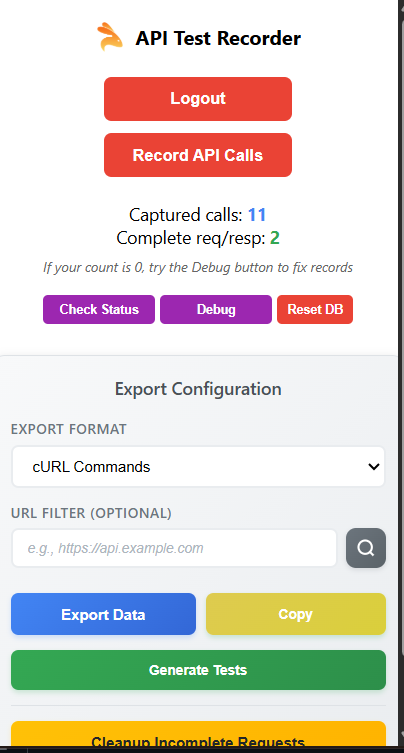 API Test Recorder
Logout
Record API Calls
Captured calls: 11
Complete req/resp: 2
If your count is 0, try the Debug button to fix records
Check Status Debug Reset DB
Export Configuration
EXPORT FORMAT
cURL Commands
URL FILTER (OPTIONAL)
e.g., https://api.example.com
Export Data Copy
Generate Tests
Cleanup Incomplete Requests